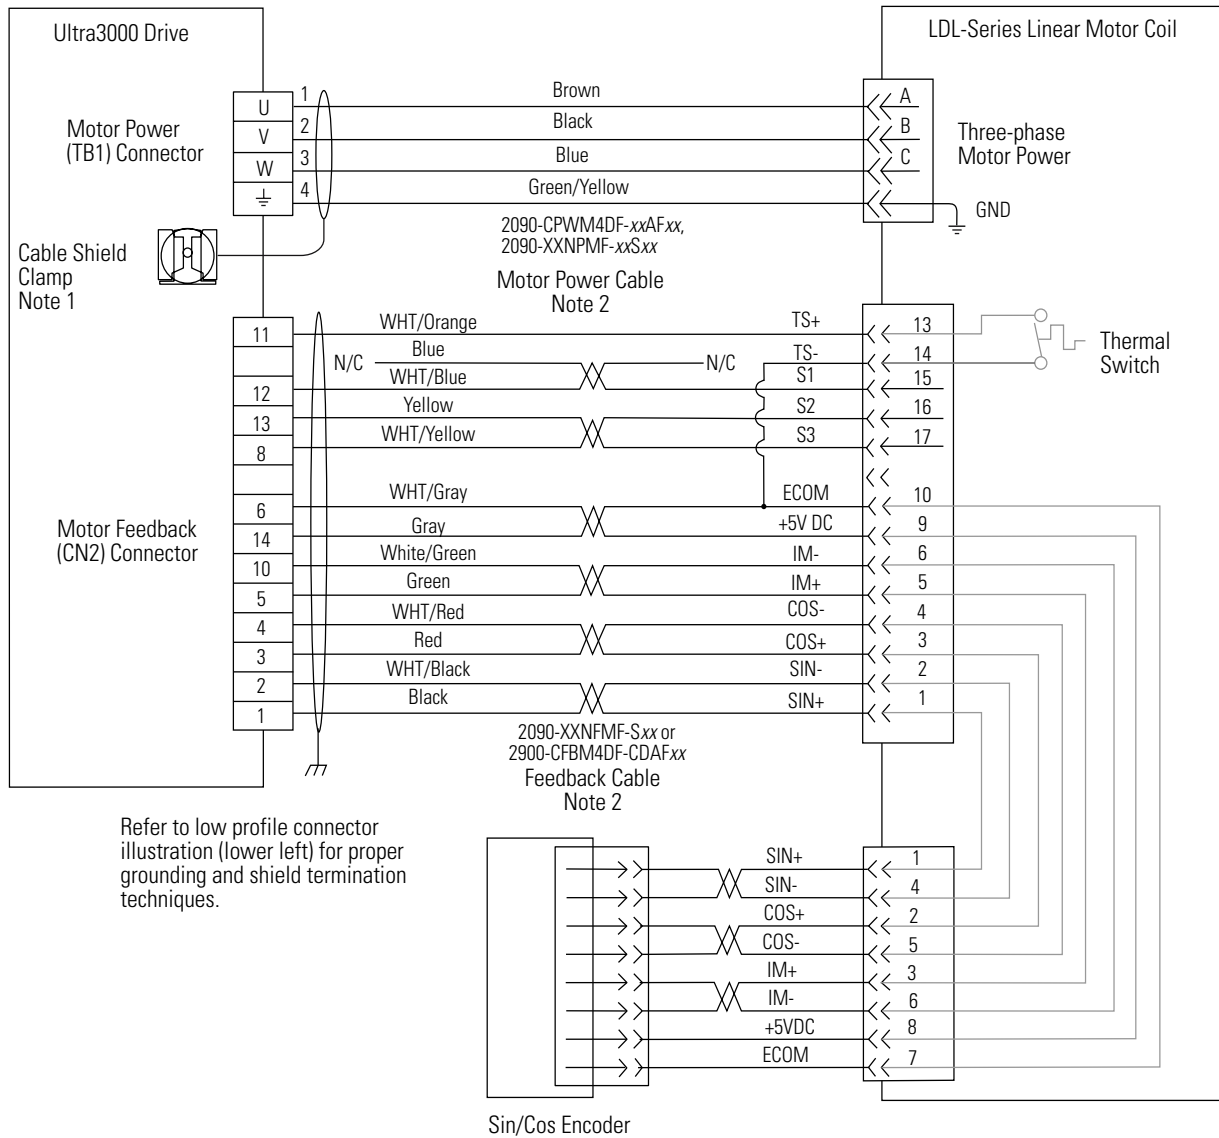 Ultra3000 Drive
LDL-Series Linear Motor Coil
Motor Power
(TB1) Connector
U
V
W
1
2
3
4
Brown
Black
Blue
Green/Yellow
A
B
C
Three-phase
Motor Power
GND
2090-CPWM4DF-xxAFxx,
2090-XXNPMF-xxSxx
Motor Power Cable
Note 2
Cable Shield
Clamp
Note 1
11
WHT/Orange
TS+
13
N/C
Blue
N/C
TS-
14
12
WHT/Blue
S1
15
13
Yellow
S2
16
8
WHT/Yellow
S3
17
Thermal
Switch
Motor Feedback
(CN2) Connector
6
WHT/Gray
ECOM
10
14
Gray
+5V DC
9
10
White/Green
IM-
6
5
Green
IM+
5
4
WHT/Red
COS-
4
3
Red
COS+
3
2
WHT/Black
SIN-
2
1
Black
SIN+
1
2090-XXNFMF-Sxx or
2900-CFBM4DF-CDAFxx
Feedback Cable
Note 2
Refer to low profile connector
illustration (lower left) for proper
grounding and shield termination
techniques.
SIN+
1
SIN-
4
COS+
2
COS-
5
IM+
3
IM-
6
+5VDC
8
ECOM
7
Sin/Cos Encoder